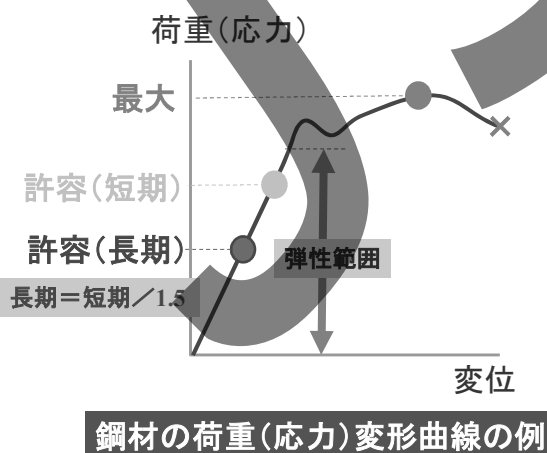 荷重(応力)
最大
許容(短期)
許容(長期)
弾性範囲
長期＝短期／1.5
変位
鋼材の荷重(応力)変形曲線の例